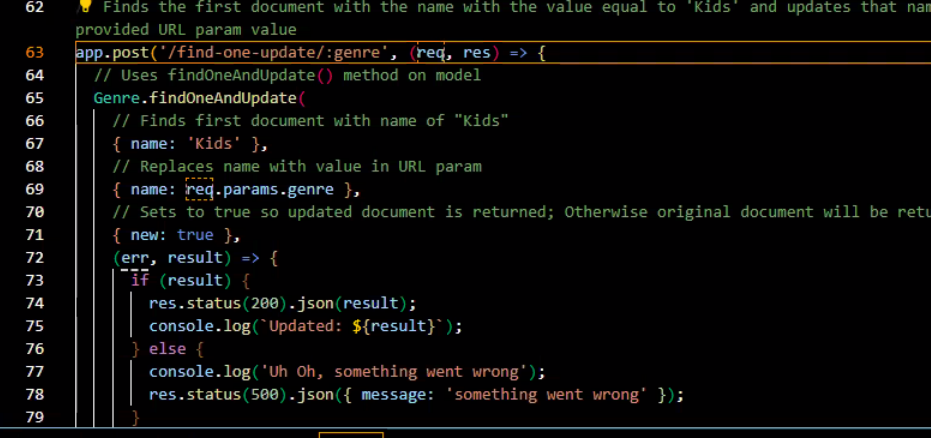 62 // Finds the first document with the name with the value equal to 'Kids' and updates that
provided URL param value
63 app.post('/find-one-update/:genre', (req, res) => {
64 // Uses findOneAndUpdate() method on model
65 Genre.findOneAndUpdate(
66 // Finds first document with name of "Kids"
67 { name: 'Kids' },
68 // Replaces name with value in URL param
69 { name: req.params.genre },
70 // Sets to true so updated document is returned; Otherwise original document will be
71 { new: true },
72 (err, result) => {
73 if (result) {
74 res.status(200).json(result);
75 console.log(`Updated: ${result}`);
76 } else {
77 console.log('Uh Oh, something went wrong');
78 res.status(500).json({ message: 'something went wrong' });
79 }